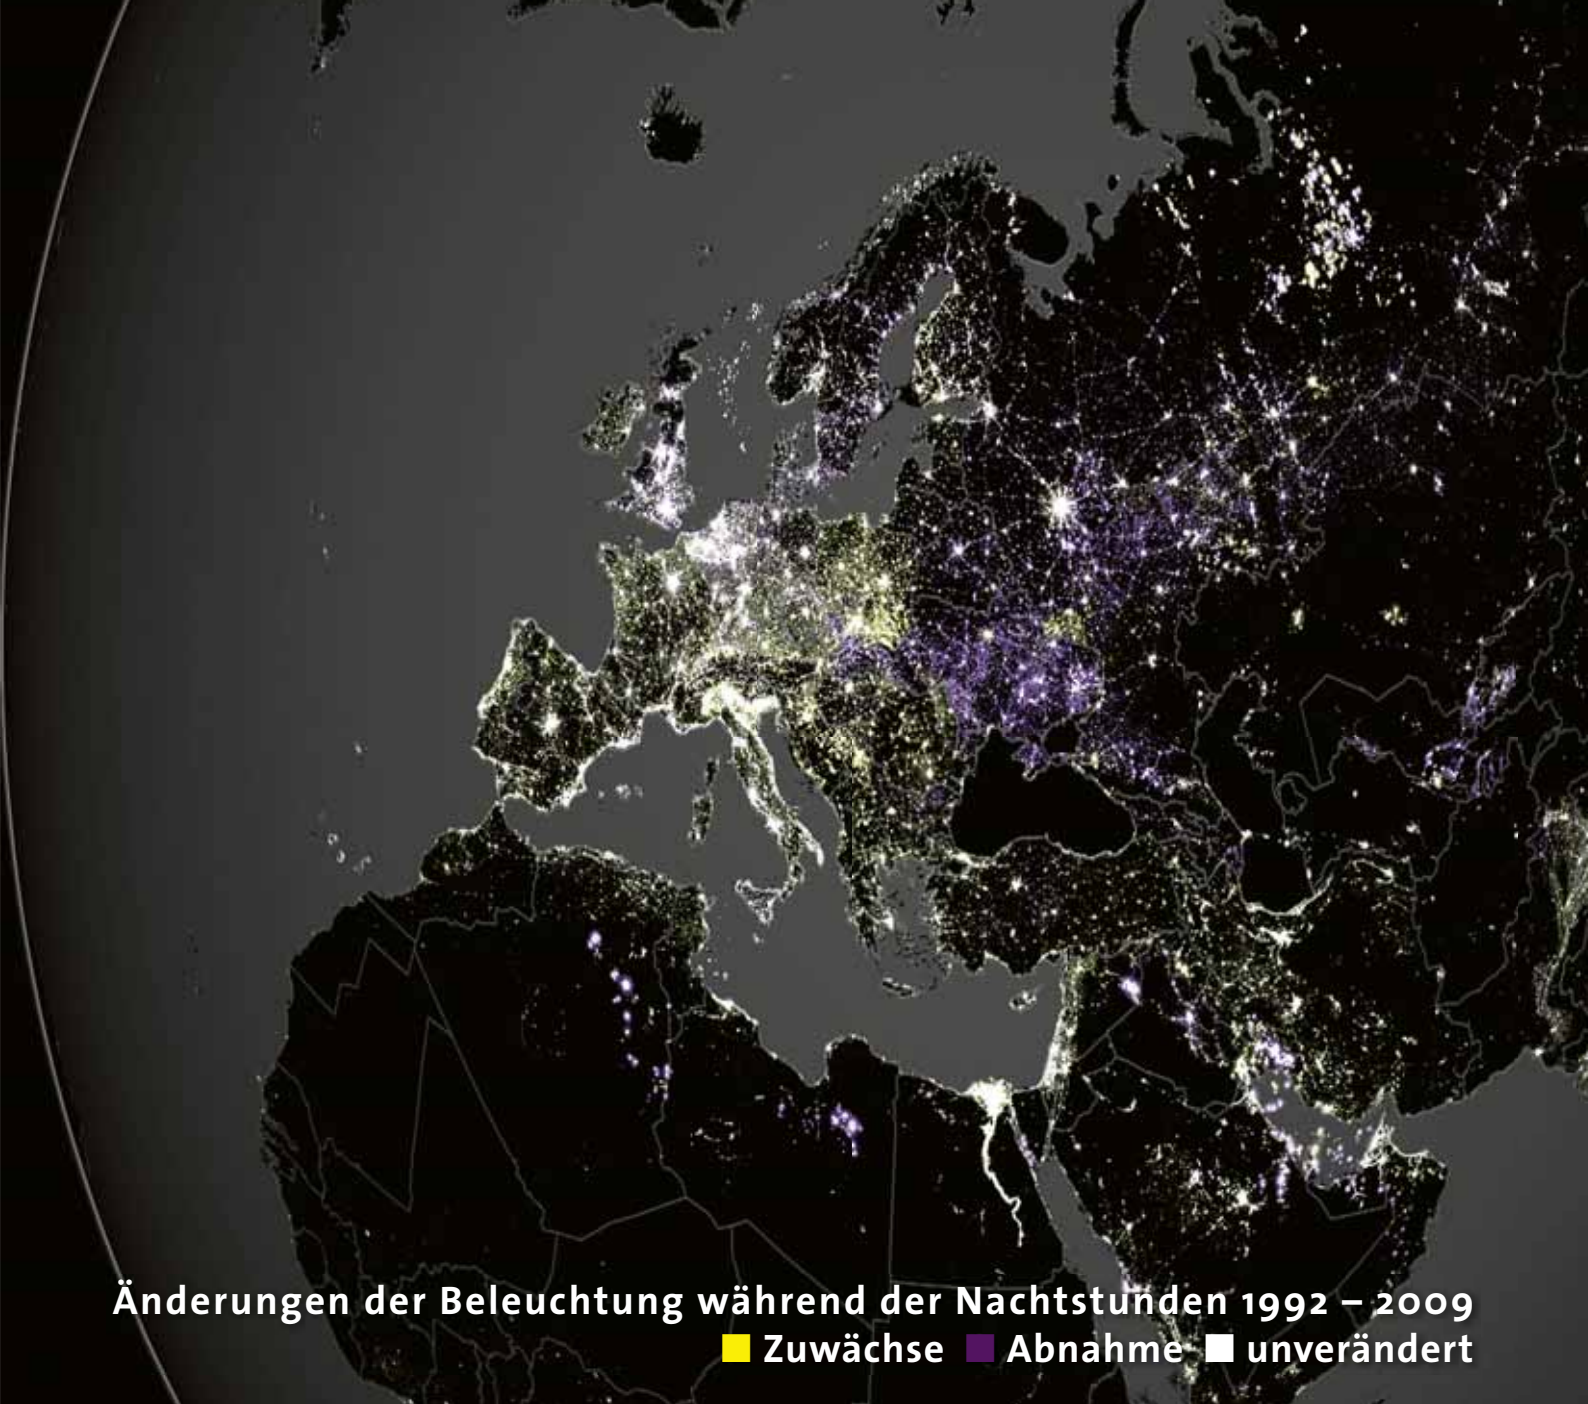 Änderungen der Beleuchtung während der Nachtstunden 1992 – 2009
Zuwächse Abnahme unverändert